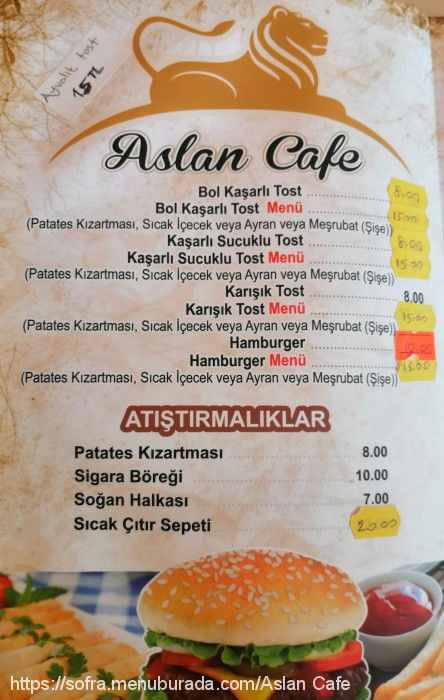 Ayvalık tost
15 TL
Aslan Cafe
Bol Kaşarlı Tost ........ 8.00
Bol Kaşarlı Tost Menü ........ 15.00
(Patates Kızartması, Sıcak İçecek veya Ayran veya Meşrubat (Şişe))
Kaşarlı Sucuklu Tost ........ 8.00
Kaşarlı Sucuklu Tost Menü ........ 15.00
(Patates Kızartması, Sıcak İçecek veya Ayran veya Meşrubat (Şişe))
Karışık Tost ........ 8.00
Karışık Tost Menü ........ 15.00
(Patates Kızartması, Sıcak İçecek veya Ayran veya Meşrubat (Şişe))
Hamburger ........ 10.00
Hamburger Menü ........ 15.00
(Patates Kızartması, Sıcak İçecek veya Ayran veya Meşrubat (Şişe))
ATIŞTIRMALIKLAR
Patates Kızartması ........ 8.00
Sigara Böreği ........ 10.00
Soğan Halkası ........ 7.00
Sıcak Çıtır Sepeti ........ 20.00
https://sofra.menuburada.com/Aslan Cafe